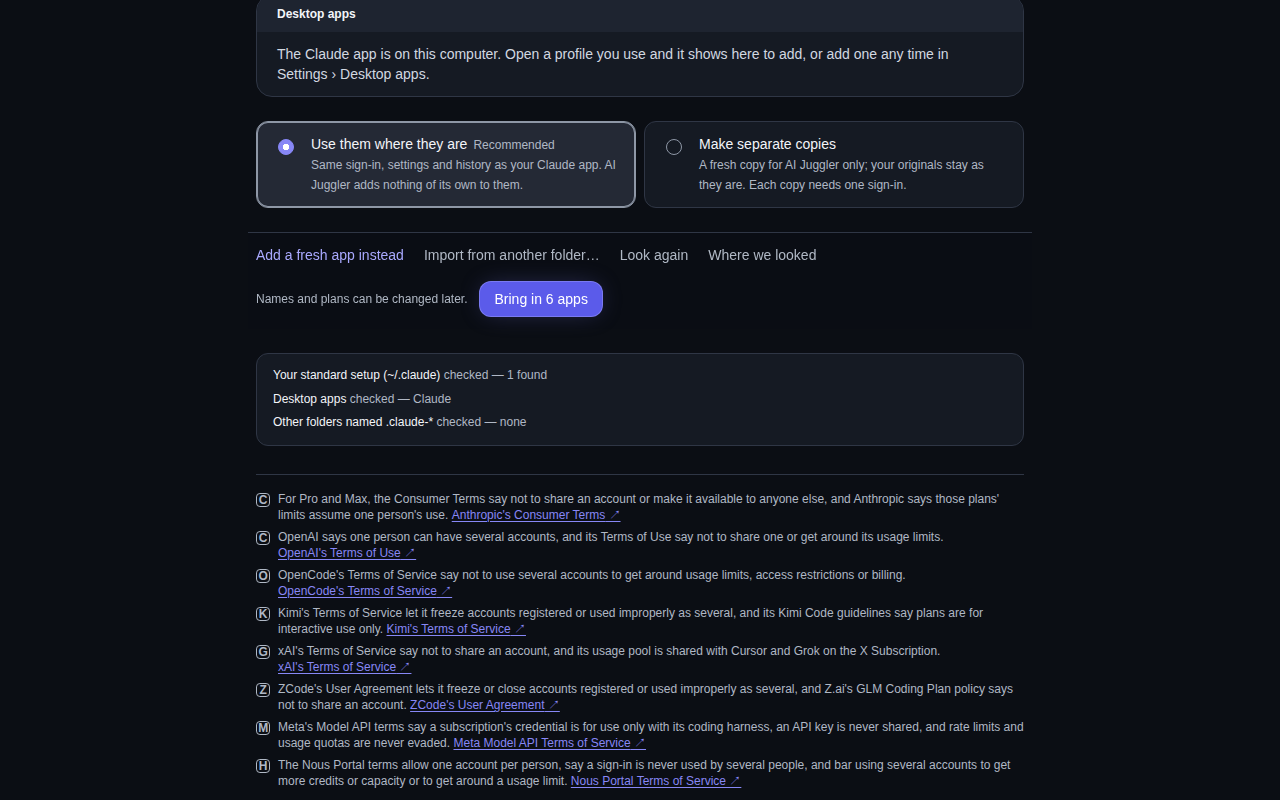 Desktop apps
The Claude app is on this computer. Open a profile you use and it shows here to add, or add one any time in
Settings › Desktop apps.
Use them where they are Recommended
Same sign-in, settings and history as your Claude app. AI
Juggler adds nothing of its own to them.
Make separate copies
A fresh copy for AI Juggler only; your originals stay as
they are. Each copy needs one sign-in.
Add a fresh app instead Import from another folder… Look again Where we looked
Names and plans can be changed later. Bring in 6 apps
Your standard setup (~/.claude) checked — 1 found
Desktop apps checked — Claude
Other folders named .claude-* checked — none
C For Pro and Max, the Consumer Terms say not to share an account or make it available to anyone else, and Anthropic says those plans'
limits assume one person's use. Anthropic's Consumer Terms ↗
C OpenAI says one person can have several accounts, and its Terms of Use say not to share one or get around its usage limits.
OpenAI's Terms of Use ↗
O OpenCode's Terms of Service say not to use several accounts to get around usage limits, access restrictions or billing.
OpenCode's Terms of Service ↗
K Kimi's Terms of Service let it freeze accounts registered or used improperly as several, and its Kimi Code guidelines say plans are for
interactive use only. Kimi's Terms of Service ↗
G xAI's Terms of Service say not to share an account, and its usage pool is shared with Cursor and Grok on the X Subscription.
xAI's Terms of Service ↗
Z ZCode's User Agreement lets it freeze or close accounts registered or used improperly as several, and Z.ai's GLM Coding Plan policy says
not to share an account. ZCode's User Agreement ↗
M Meta's Model API terms say a subscription's credential is for use only with its coding harness, an API key is never shared, and rate limits and
usage quotas are never evaded. Meta Model API Terms of Service ↗
H The Nous Portal terms allow one account per person, say a sign-in is never used by several people, and bar using several accounts to get
more credits or capacity or to get around a usage limit. Nous Portal Terms of Service ↗